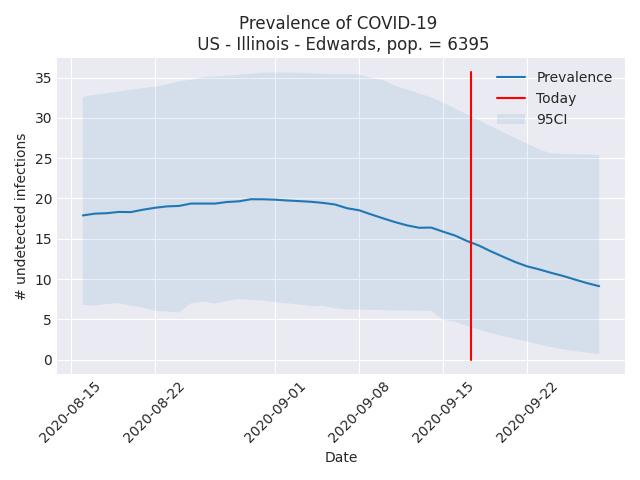 Prevalence of COVID-19
US - Illinois - Edwards, pop. = 6395
# undetected infections
35
30
25
20
15
10
5
0
Prevalence
Today
95CI
2020-08-15
2020-08-22
2020-09-01
2020-09-08
2020-09-15
2020-09-22
Date